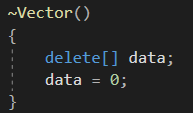 ~Vector()
{
    delete[] data;
    data = 0;
}